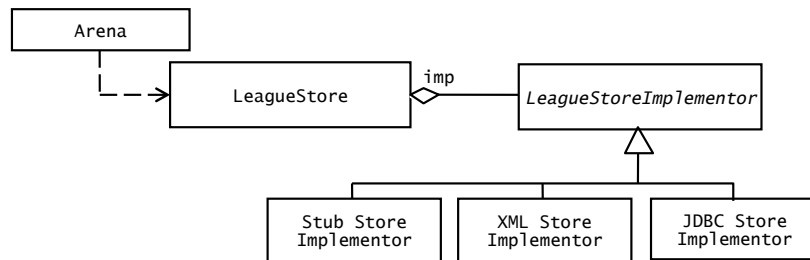 Arena
LeagueStore
imp
LeagueStoreImplementor
Stub Store
Implementor
XML Store
Implementor
JDBC Store
Implementor